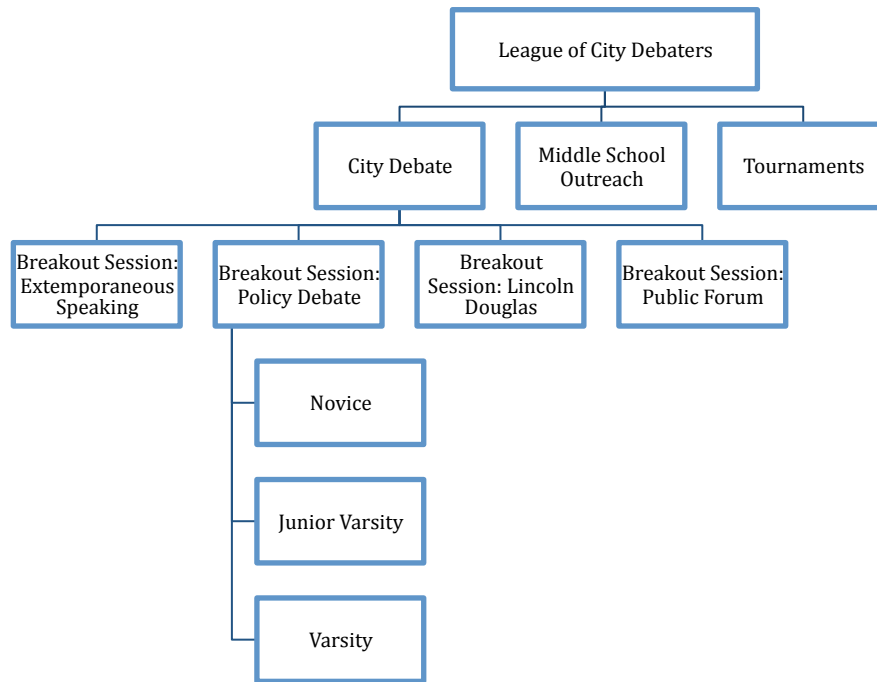 League of City Debaters
City Debate
Middle School
Outreach
Tournaments
Breakout Session:
Extemporaneous
Speaking
Breakout Session:
Policy Debate
Breakout
Session: Lincoln
Douglas
Breakout Session:
Public Forum
Novice
Junior Varsity
Varsity